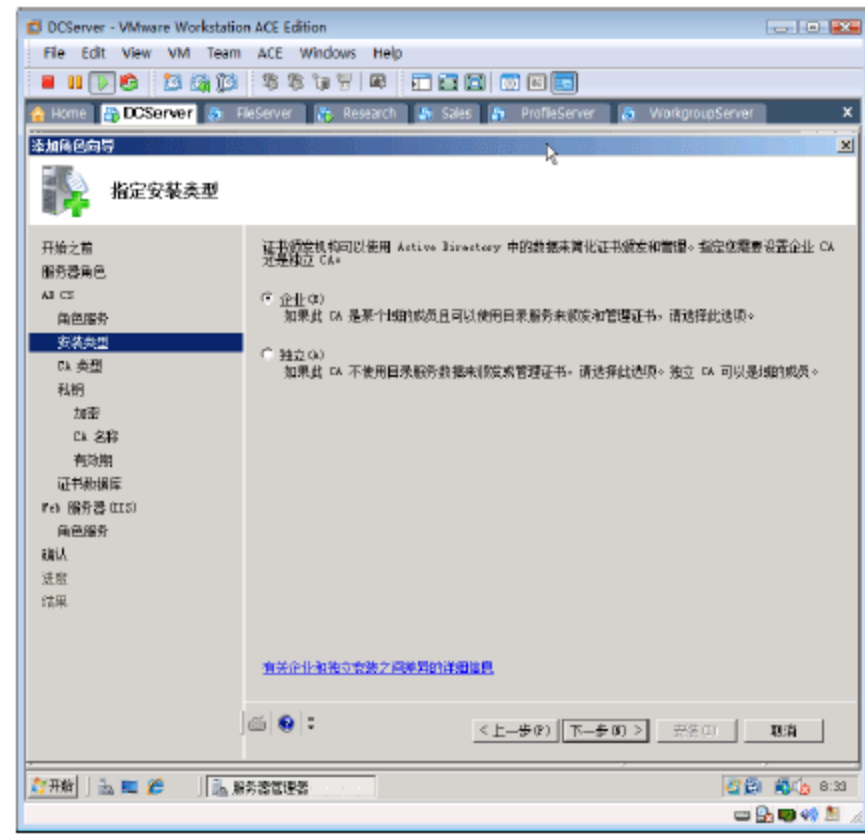 DCServer - VMware Workstation ACE Edition
File Edit View VM Team ACE Windows Help
Home DCServer FileServer Research Sales ProfileServer WorkgroupServer
添加角色向导
指定安装类型
开始之前
服务器角色
AD CS
角色服务
安装类型
CA 类型
私钥
加密
CA 名称
有效期
证书数据库
Web 服务器(IIS)
角色服务
确认
进度
结果
证书颁发机构可以使用 Active Directory 中的数据来简化证书颁发和管理。指定您需要设置企业 CA
还是独立 CA。
企业(E)
如果此 CA 是某个域的成员且可以使用目录服务来颁发和管理证书，请选择此选项。
独立(A)
如果此 CA 不使用目录服务数据来颁发或管理证书，请选择此选项。独立 CA 可以是域的成员。
有关企业和独立安装之间差异的详细信息
<上一步(P) 下一步(N) > 安装(I) 取消
开始 服务器管理器 8:33